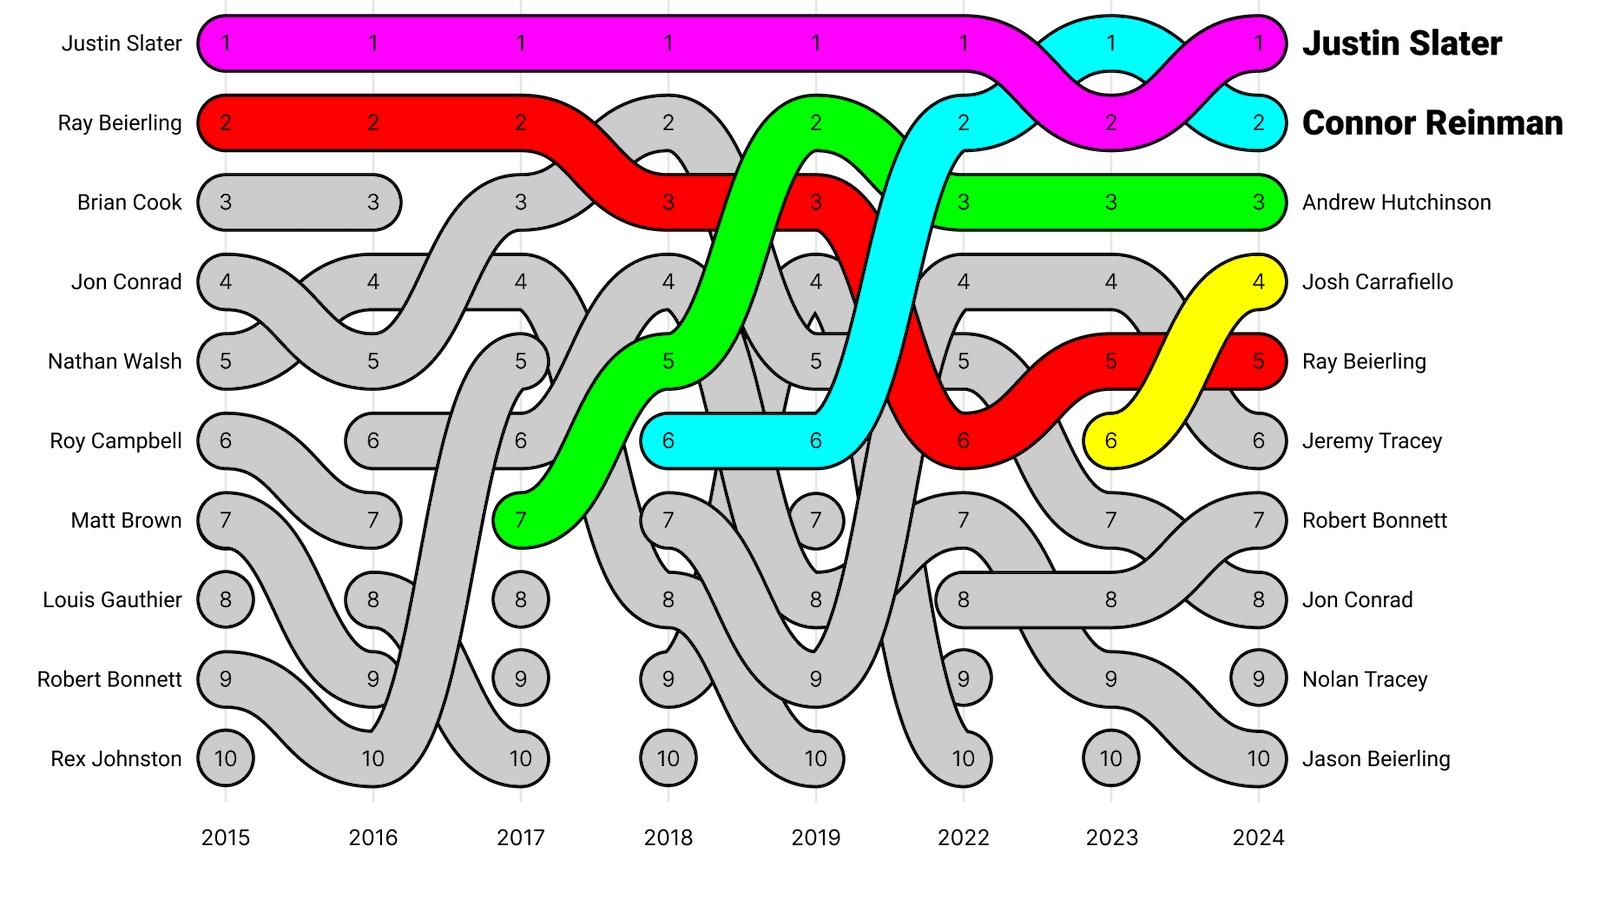 Justin Slater 1 1 1 1 1 1 1 1 Justin Slater
Ray Beierling 2 2 2 2 2 2 2 2 Connor Reinman
Brian Cook 3 3 3 3 3 3 3 3 Andrew Hutchinson
Jon Conrad 4 4 4 4 4 4 4 4 Josh Carrafiello
Nathan Walsh 5 5 5 5 5 5 5 5 Ray Beierling
Roy Campbell 6 6 6 6 6 6 6 6 Jeremy Tracey
Matt Brown 7 7 7 7 7 7 7 7 Robert Bonnett
Louis Gauthier 8 8 8 8 8 8 8 8 Jon Conrad
Robert Bonnett 9 9 9 9 9 9 9 9 Nolan Tracey
Rex Johnston 10 10 10 10 10 10 10 10 Jason Beierling
2015 2016 2017 2018 2019 2022 2023 2024